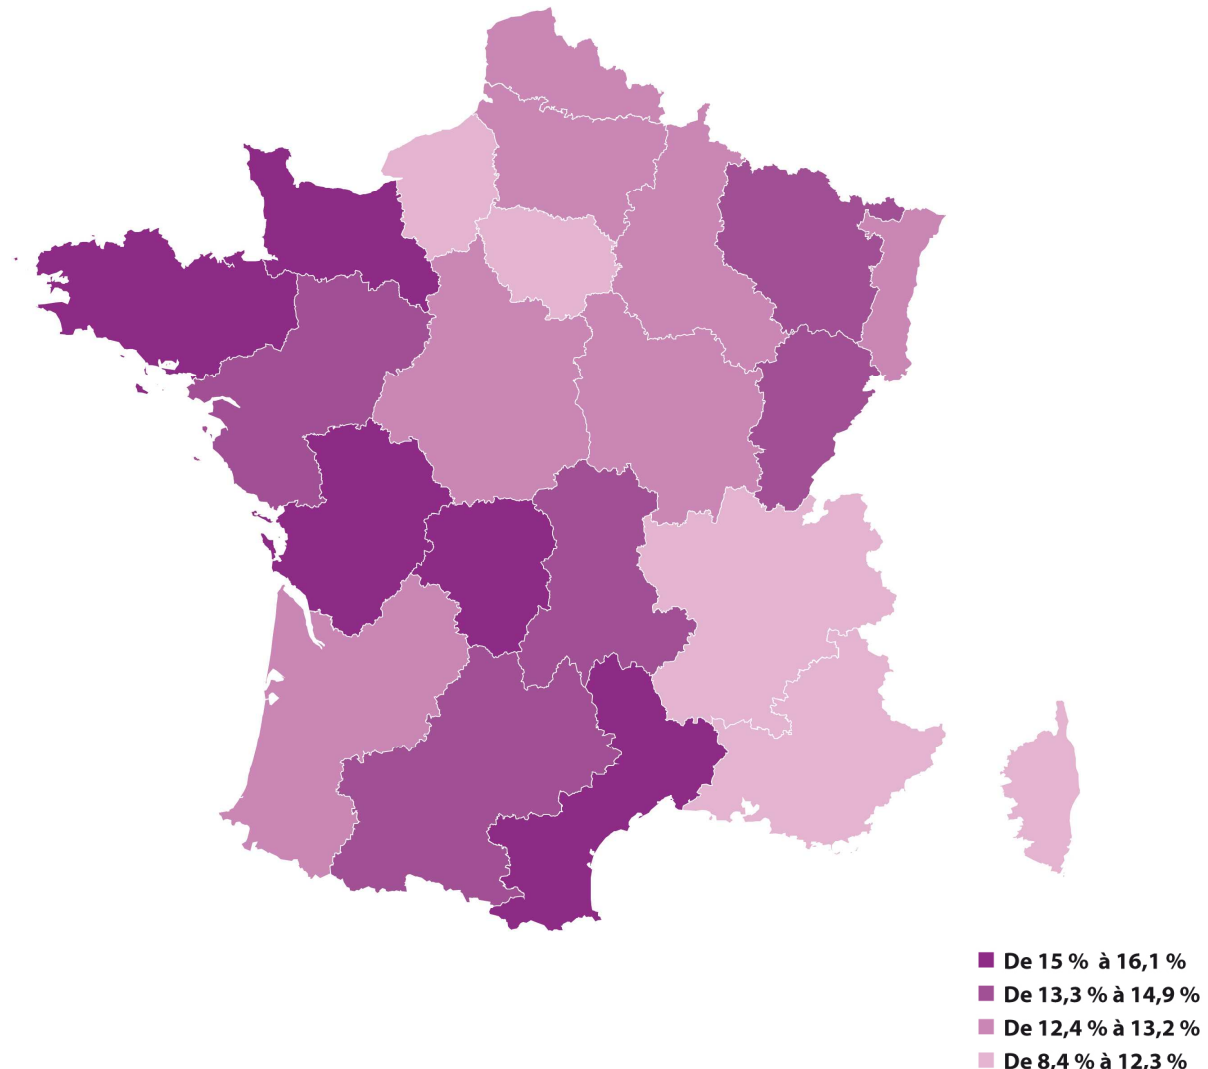 De 15 % à 16,1 %
De 13,3 % à 14,9 %
De 12,4 % à 13,2 %
De 8,4 % à 12,3 %